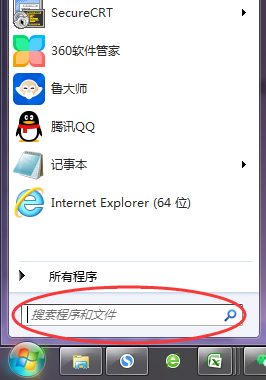 SecureCRT
360软件管家
鲁大师
腾讯QQ
记事本
Internet Explorer (64 位)
所有程序
搜索程序和文件